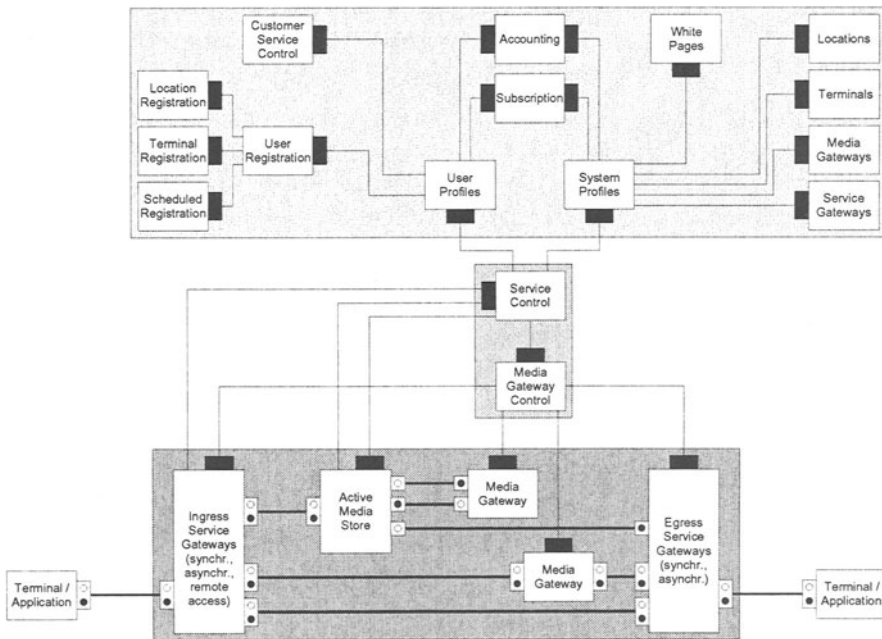 Customer
Service
Control
Accounting
White
Pages
Locations
Location
Registration
Subscription
Terminals
Terminal
Registration
User
Registration
Media
Gateways
User
Profiles
System
Profiles
Scheduled
Registration
Service
Gateways
Service
Control
Media
Gateway
Control
Ingress
Service
Gateways
(synchr.,
asynchr.,
remote
access)
Active
Media
Store
Media
Gateway
Egress
Service
Gateways
(synchr.,
asynchr.)
Media
Gateway
Terminal /
Application
Terminal /
Application